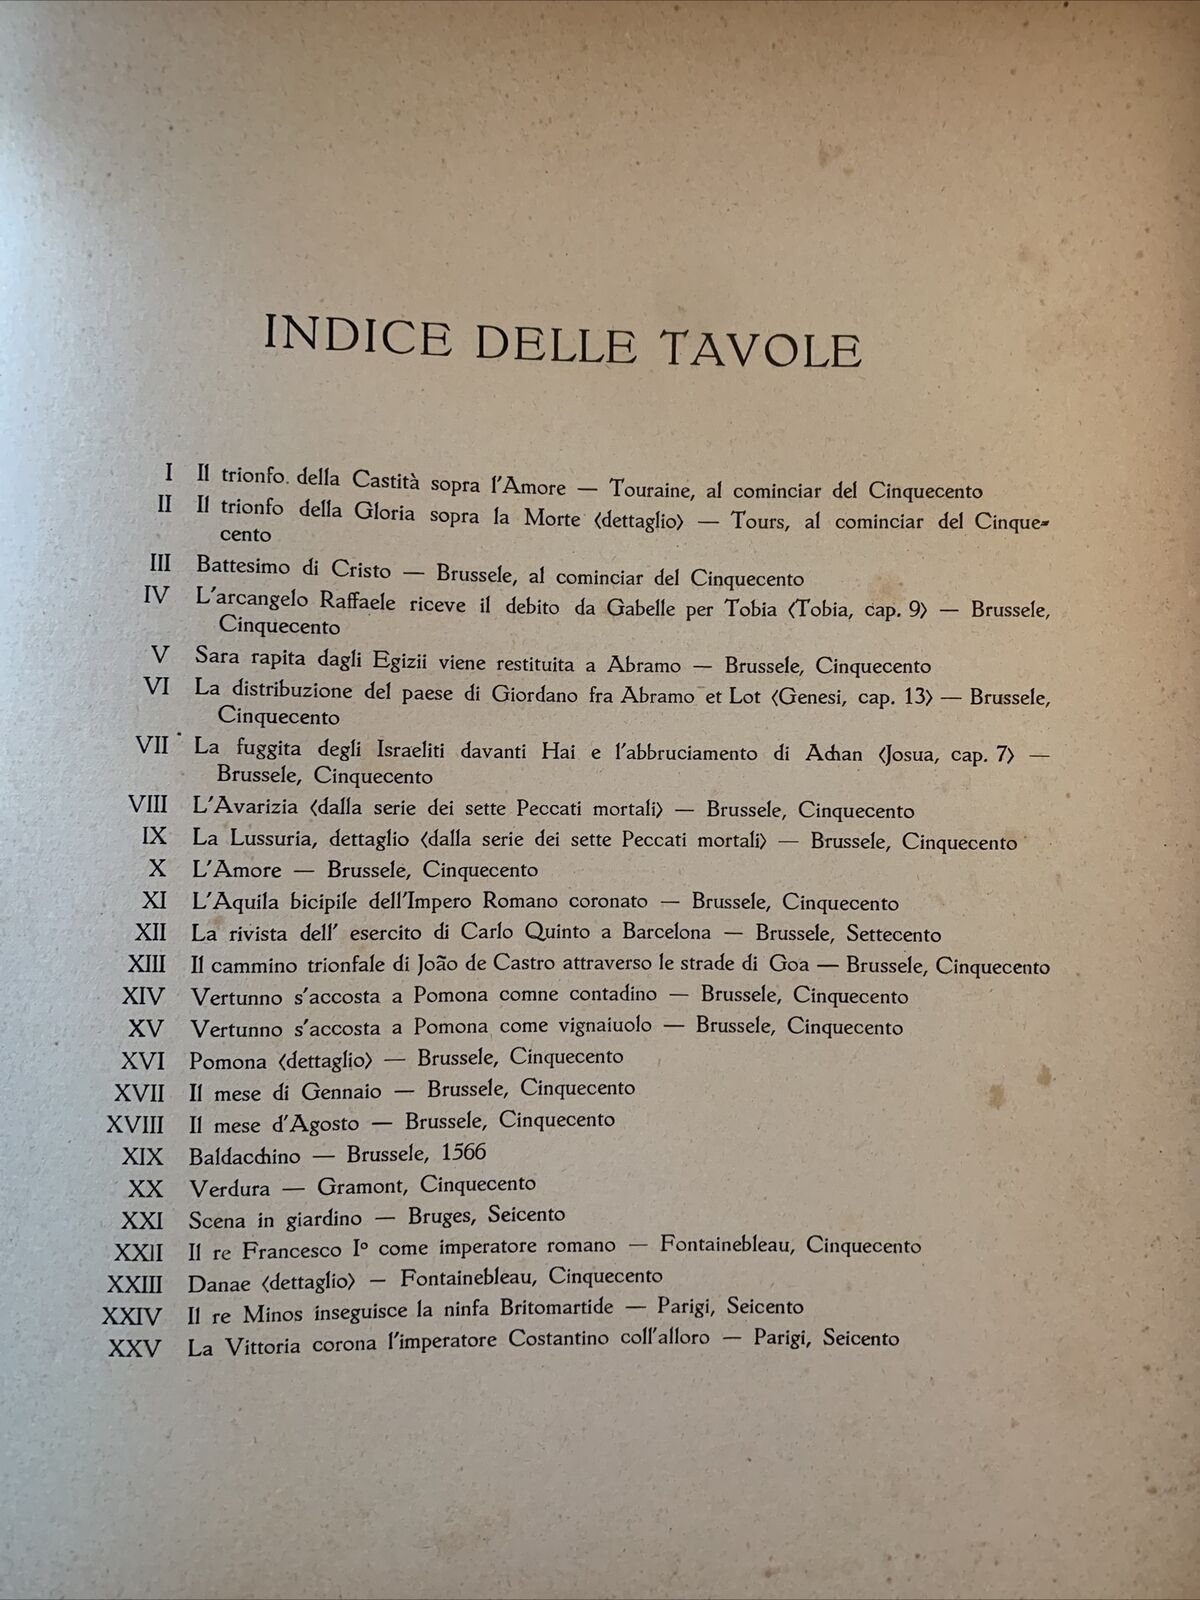 INDICE DELLE TAVOLE
I Il trionfo della Castità sopra l'Amore — Touraine, al cominciar del Cinquecento
II Il trionfo della Gloria sopra la Morte ⟨dettaglio⟩ — Tours, al cominciar del Cinque-
cento
III Battesimo di Cristo — Brussele, al cominciar del Cinquecento
IV L'arcangelo Raffaele riceve il debito da Gabelle per Tobia ⟨Tobia, cap. 9⟩ — Brussele,
Cinquecento
V Sara rapita dagli Egizii viene restituita a Abramo — Brussele, Cinquecento
VI La distribuzione del paese di Giordano fra Abramo et Lot ⟨Genesi, cap. 13⟩ — Brussele,
Cinquecento
VII La fuggita degli Israeliti davanti Hai e l'abbruciamento di Achan ⟨Josua, cap. 7⟩ —
Brussele, Cinquecento
VIII L'Avarizia ⟨dalla serie dei sette Peccati mortali⟩ — Brussele, Cinquecento
IX La Lussuria, dettaglio ⟨dalla serie dei sette Peccati mortali⟩ — Brussele, Cinquecento
X L'Amore — Brussele, Cinquecento
XI L'Aquila bicipile dell'Impero Romano coronato — Brussele, Cinquecento
XII La rivista dell' esercito di Carlo Quinto a Barcelona — Brussele, Settecento
XIII Il cammino trionfale di João de Castro attraverso le strade di Goa — Brussele, Cinquecento
XIV Vertunno s'accosta a Pomona comne contadino — Brussele, Cinquecento
XV Vertunno s'accosta a Pomona come vignaiuolo — Brussele, Cinquecento
XVI Pomona ⟨dettaglio⟩ — Brussele, Cinquecento
XVII Il mese di Gennaio — Brussele, Cinquecento
XVIII Il mese d'Agosto — Brussele, Cinquecento
XIX Baldacchino — Brussele, 1566
XX Verdura — Gramont, Cinquecento
XXI Scena in giardino — Bruges, Seicento
XXII Il re Francesco I° come imperatore romano — Fontainebleau, Cinquecento
XXIII Danae ⟨dettaglio⟩ — Fontainebleau, Cinquecento
XXIV Il re Minos inseguisce la ninfa Britomartide — Parigi, Seicento
XXV La Vittoria corona l'imperatore Costantino coll'alloro — Parigi, Seicento